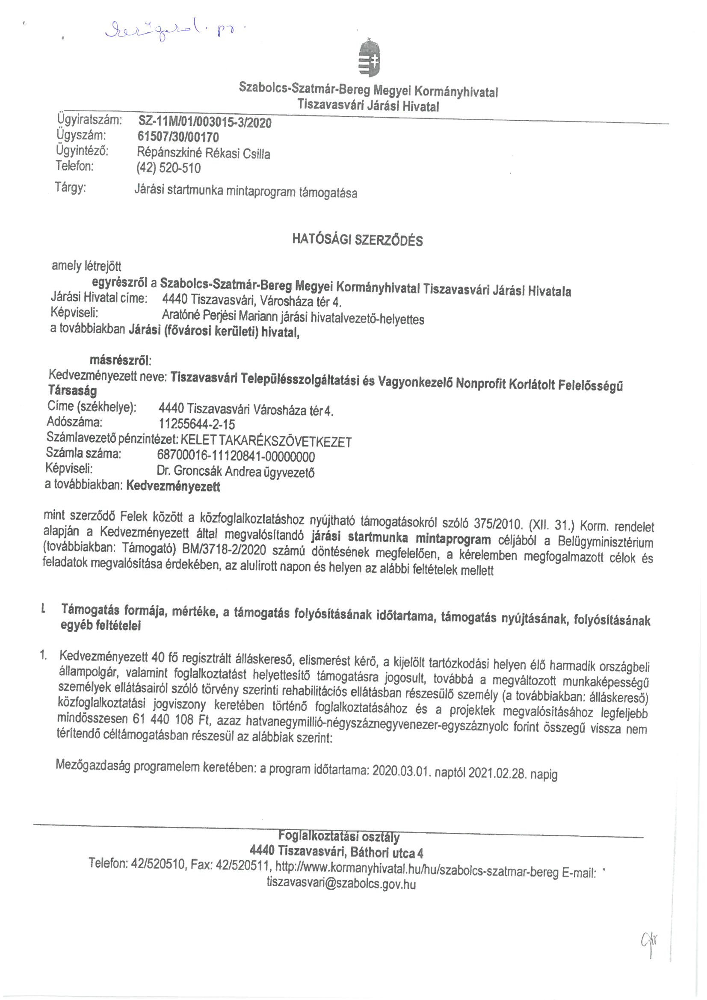 Szabolcs-Szatmár-Bereg Megyei Kormányhivatal
Tiszavasvári Járási Hivatal
Ügyiratszám: SZ-11M/01/003015-3/2020
Ügyszám: 61507/30/00170
Ügyintéző: Répánszkiné Rékasi Csilla
Telefon: (42) 520-510
Tárgy: Járási startmunka mintaprogram támogatása
HATÓSÁGI SZERZŐDÉS
amely létrejött
egyrészről a Szabolcs-Szatmár-Bereg Megyei Kormányhivatal Tiszavasvári Járási Hivatala
Járási Hivatal címe: 4440 Tiszavasvári, Városháza tér 4.
Képviseli: Aratóné Perjési Mariann járási hivatalvezető-helyettes
a továbbiakban Járási (fővárosi kerületi) hivatal,
másrészről:
Kedvezményezett neve: Tiszavasvári Településszolgáltatási és Vagyonkezelő Nonprofit Korlátolt Felelősségű
Társaság
Címe (székhelye): 4440 Tiszavasvári Városháza tér 4.
Adószáma: 11255644-2-15
Számlavezető pénzintézet: KELET TAKARÉKSZÖVETKEZET
Számla száma: 68700016-11120841-00000000
Képviseli: Dr. Groncsák Andrea ügyvezető
a továbbiakban: Kedvezményezett
mint szerződő Felek között a közfoglalkoztatáshoz nyújtható támogatásokról szóló 375/2010. (XII. 31.) Korm. rendelet
alapján a Kedvezményezett által megvalósítandó járási startmunka mintaprogram céljából a Belügyminisztérium
(továbbiakban: Támogató) BM/3718-2/2020 számú döntésének megfelelően, a kérelemben megfogalmazott célok és
feladatok megvalósítása érdekében, az alulírott napon és helyen az alábbi feltételek mellett
I. Támogatás formája, mértéke, a támogatás folyósításának időtartama, támogatás nyújtásának, folyósításának
egyéb feltételei
1. Kedvezményezett 40 fő regisztrált álláskereső, elismerést kérő, a kijelölt tartózkodási helyen élő harmadik országbeli
állampolgár, valamint foglalkoztatást helyettesítő támogatásra jogosult, továbbá a megváltozott munkaképességű
személyek ellátásairól szóló törvény szerinti rehabilitációs ellátásban részesülő személy (a továbbiakban: álláskereső)
közfoglalkoztatási jogviszony keretében történő foglalkoztatásához és a projektek megvalósításához legfeljebb
mindösszesen 61 440 108 Ft, azaz hatvanegymillió-négyszáznegyvenezer-egyszáznyolc forint összegű vissza nem
térítendő céltámogatásban részesül az alábbiak szerint:
Mezőgazdaság programelem keretében: a program időtartama: 2020.03.01. naptól 2021.02.28. napig
Foglalkoztatási osztály
4440 Tiszavasvári, Báthori utca 4
Telefon: 42/520510, Fax: 42/520511, http://www.kormanyhivatal.hu/hu/szabolcs-szatmar-bereg E-mail:
tiszavasvari@szabolcs.gov.hu